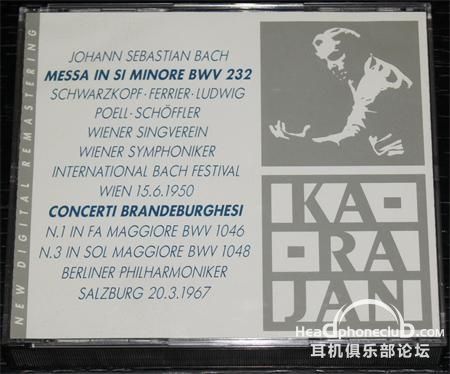 NEW DIGITAL REMASTERING
JOHANN SEBASTIAN BACH
MESSA IN SI MINORE BWV 232
SCHWARZKOPF·FERRIER·LUDWIG
POELL·SCHÖFFLER
WIENER SINGVEREIN
WIENER SYMPHONIKER
INTERNATIONAL BACH FESTIVAL
WIEN 15.6.1950
CONCERTI BRANDEBURGHESI
N.1 IN FA MAGGIORE BWV 1046
N.3 IN SOL MAGGIORE BWV 1048
BERLINER PHILHARMONIKER
SALZBURG 20.3.1967
KA-
-RA
JAN
Headphoneclub.com
耳机俱乐部论坛